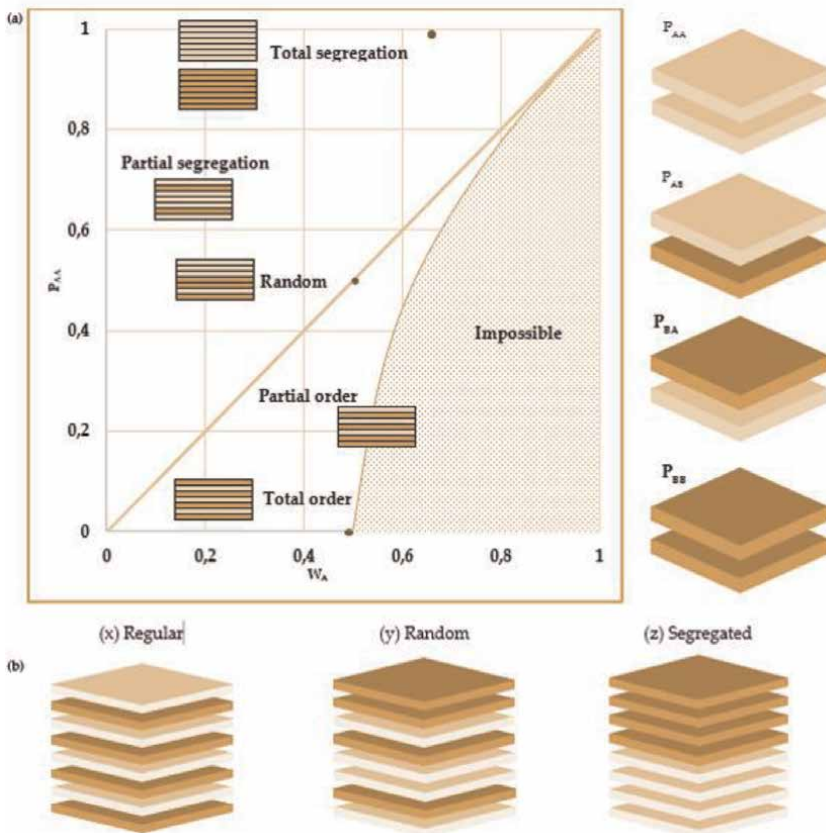 (a)
1
Total segregation
0,8
Partial segregation
0,6
Random
P_AA
0,4
Impossible
Partial order
0,2
Total order
0
0 0,2 0,4 0,6 0,8 1
W_A
P_AA
P_AB
P_BA
P_BB
(x) Regular
(y) Random
(z) Segregated
(b)